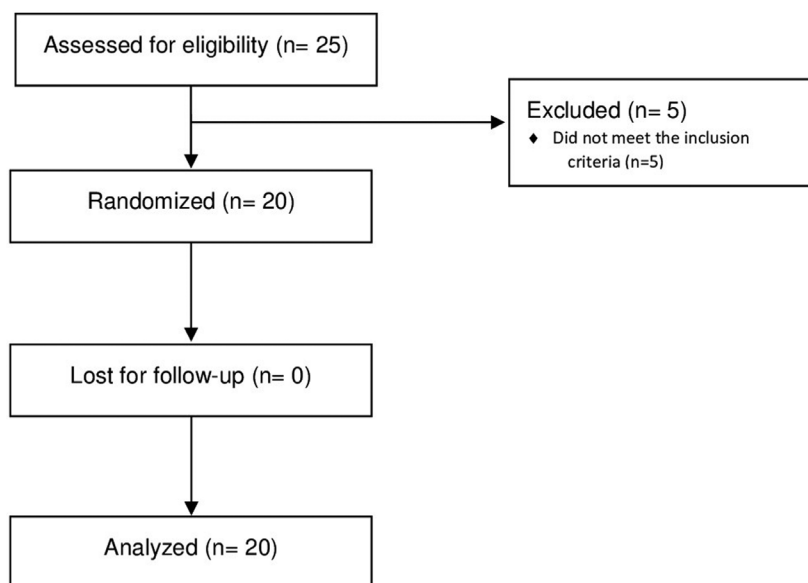 Assessed for eligibility (n= 25)
Excluded (n= 5)
♦ Did not meet the inclusion
criteria (n=5)
Randomized (n= 20)
Lost for follow-up (n= 0)
Analyzed (n= 20)